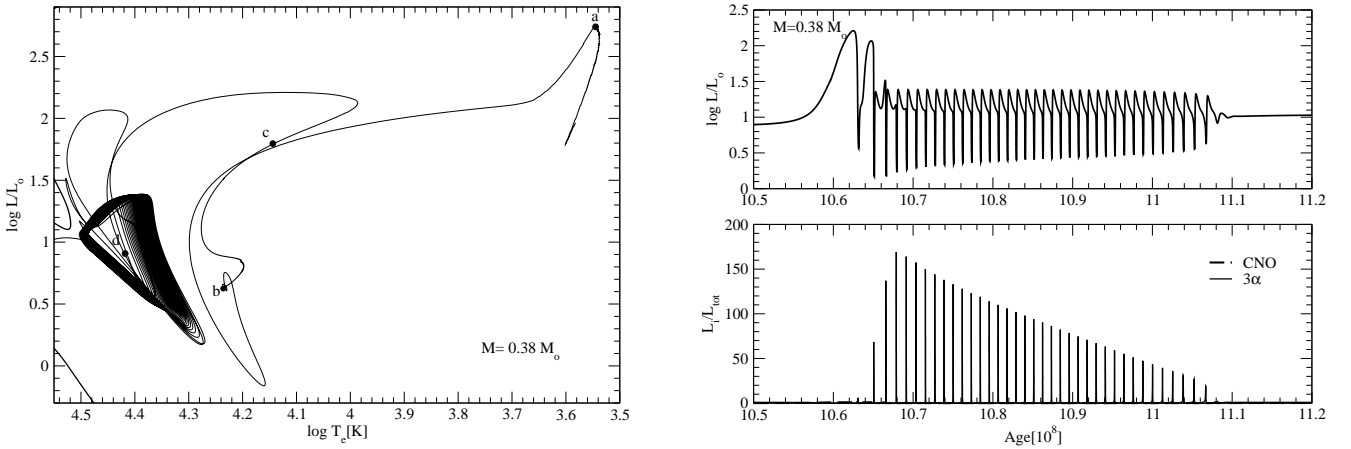 a
c
d
b
M= 0.38 M_o
2.5
2
1.5
1
0.5
0
log L/L_o
4.5 4.4 4.3 4.2 4.1 4 3.9 3.8 3.7 3.6 3.5
log T_e[K]
M=0.38 M_o
2.5
2
1.5
1
0.5
0
log L/L_o
10.5 10.6 10.7 10.8 10.9 11 11.1 11.2
200
150
100
50
0
L_i/L_tot
CNO
3α
10.5 10.6 10.7 10.8 10.9 11 11.1 11.2
Age[10^8]